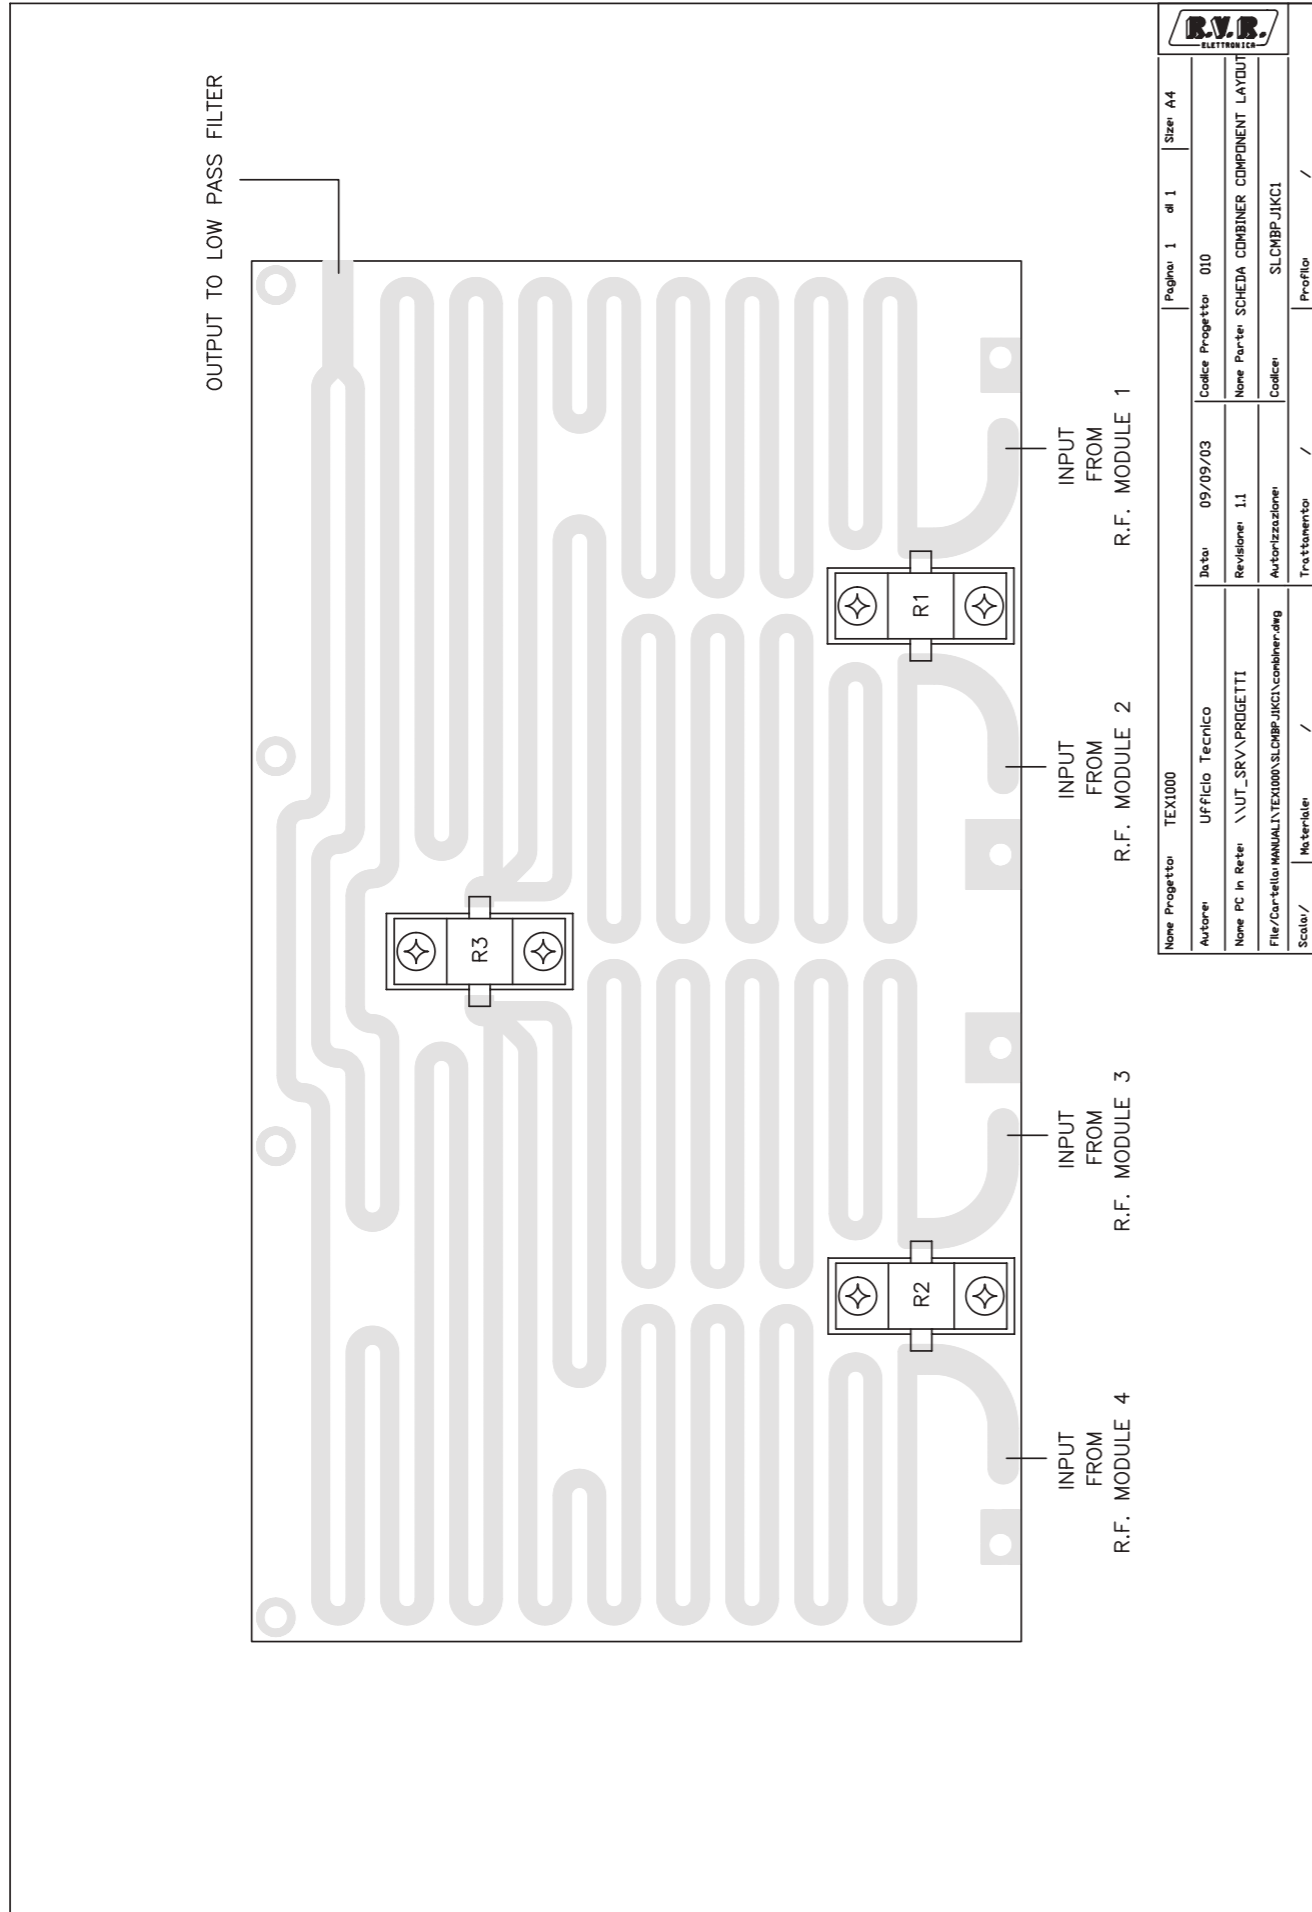 OUTPUT TO LOW PASS FILTER
R3
R2
R1
INPUT
FROM
R.F. MODULE 4
INPUT
FROM
R.F. MODULE 3
INPUT
FROM
R.F. MODULE 2
INPUT
FROM
R.F. MODULE 1
Nome Progetto: TEX1000 Pagina: 1 di 1 Size: A4
R.V.R.
ELETTRONICA
Autore: Ufficio Tecnico Data: 09/09/03 Codice Progetto: 010
Nome PC in Rete: \\UT_SRV\PROGETTI Revisione: 1.1 Nome Parte: SCHEDA COMBINER COMPONENT LAYOUT
File/Cartella: MANUALI\TEX1000\SLCMBPJ1KC1\combiner.dwg Autorizzazione: Codice: SLCMBPJ1KC1
Scala: / Materiale: / Trattamento: / Profilo: /